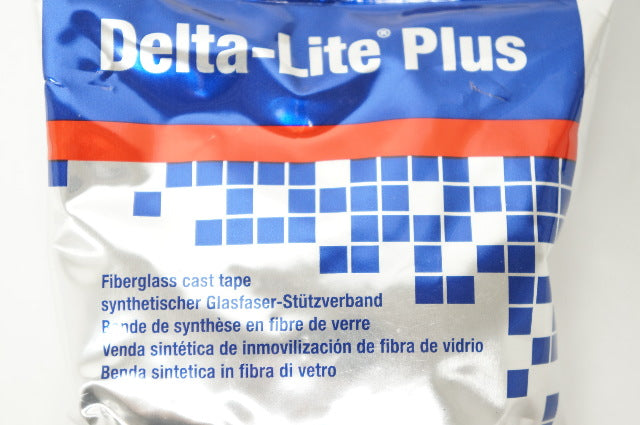 Delta-Lite® Plus
Fiberglass cast tape
synthetischer Glasfaser-Stützverband
Bande de synthèse en fibre de verre
Venda sintética de inmovilización de fibra de vidrio
Benda sintetica in fibra di vetro